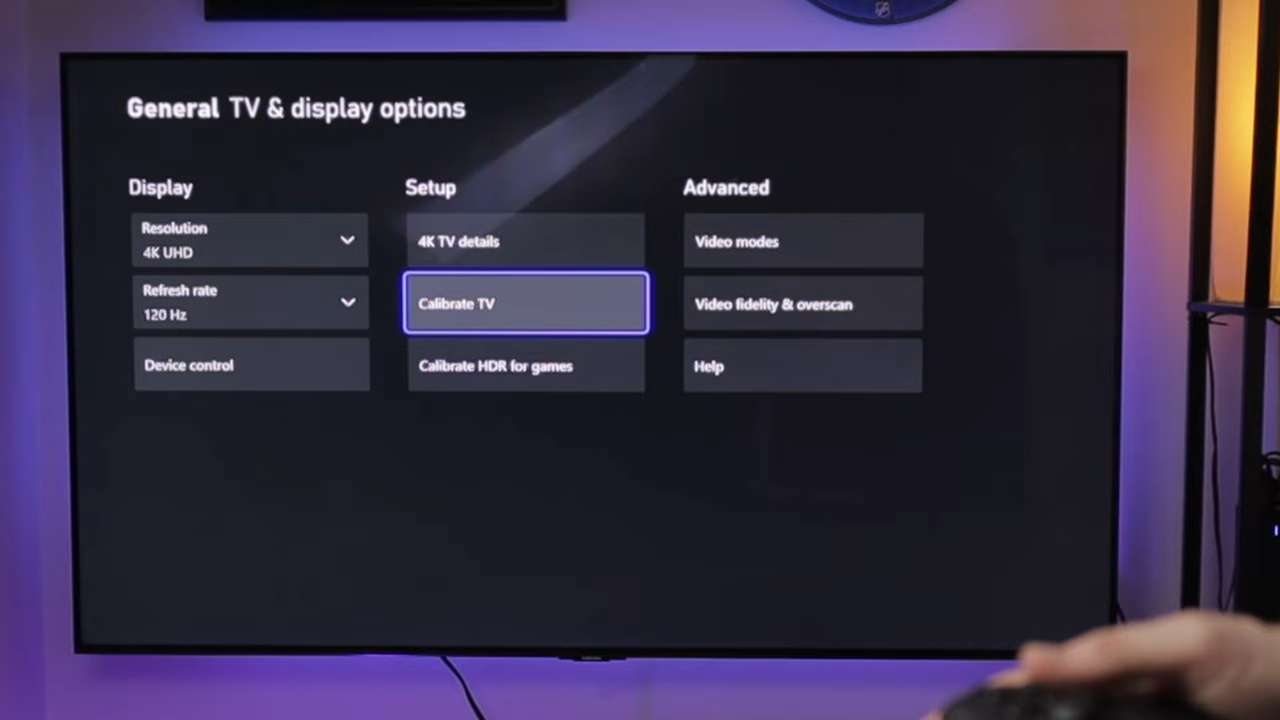 General TV & display options
Display
Resolution
4K UHD
Refresh rate
120 Hz
Device control
Setup
4K TV details
Calibrate TV
Calibrate HDR for games
Advanced
Video modes
Video fidelity & overscan
Help